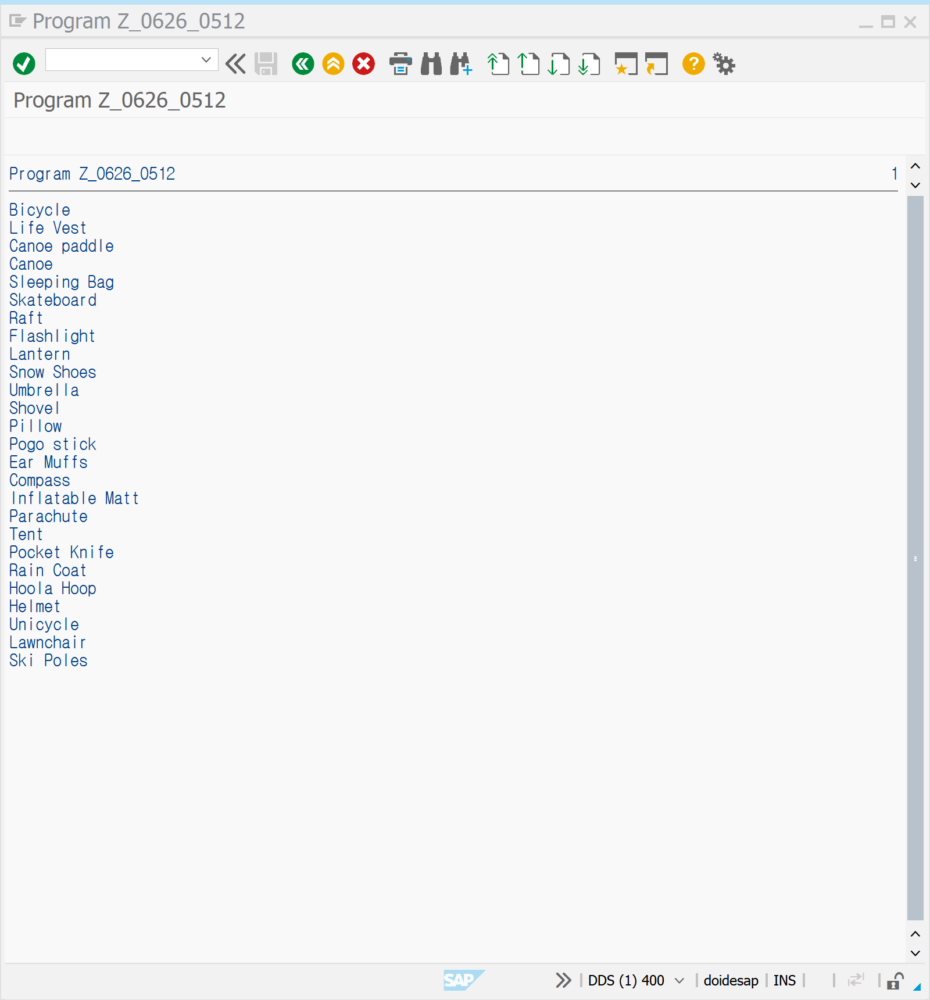 Program Z_0626_0512
Program Z_0626_0512
Program Z_0626_0512 1
Bicycle
Life Vest
Canoe paddle
Canoe
Sleeping Bag
Skateboard
Raft
Flashlight
Lantern
Snow Shoes
Umbrella
Shovel
Pillow
Pogo stick
Ear Muffs
Compass
Inflatable Matt
Parachute
Tent
Pocket Knife
Rain Coat
Hoola Hoop
Helmet
Unicycle
Lawnchair
Ski Poles
SAP DDS (1) 400 doidesap INS